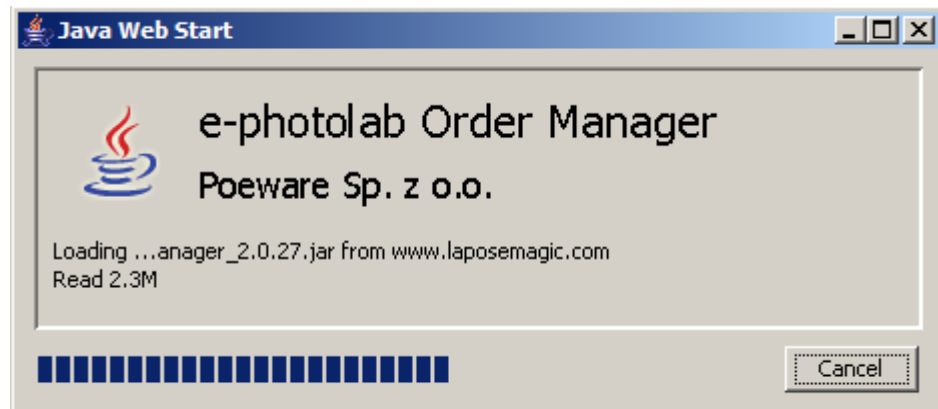 Java Web Start
e-photolab Order Manager
Poeware Sp. z o.o.
Loading ...anager_2.0.27.jar from www.laposemagic.com
Read 2.3M
Cancel